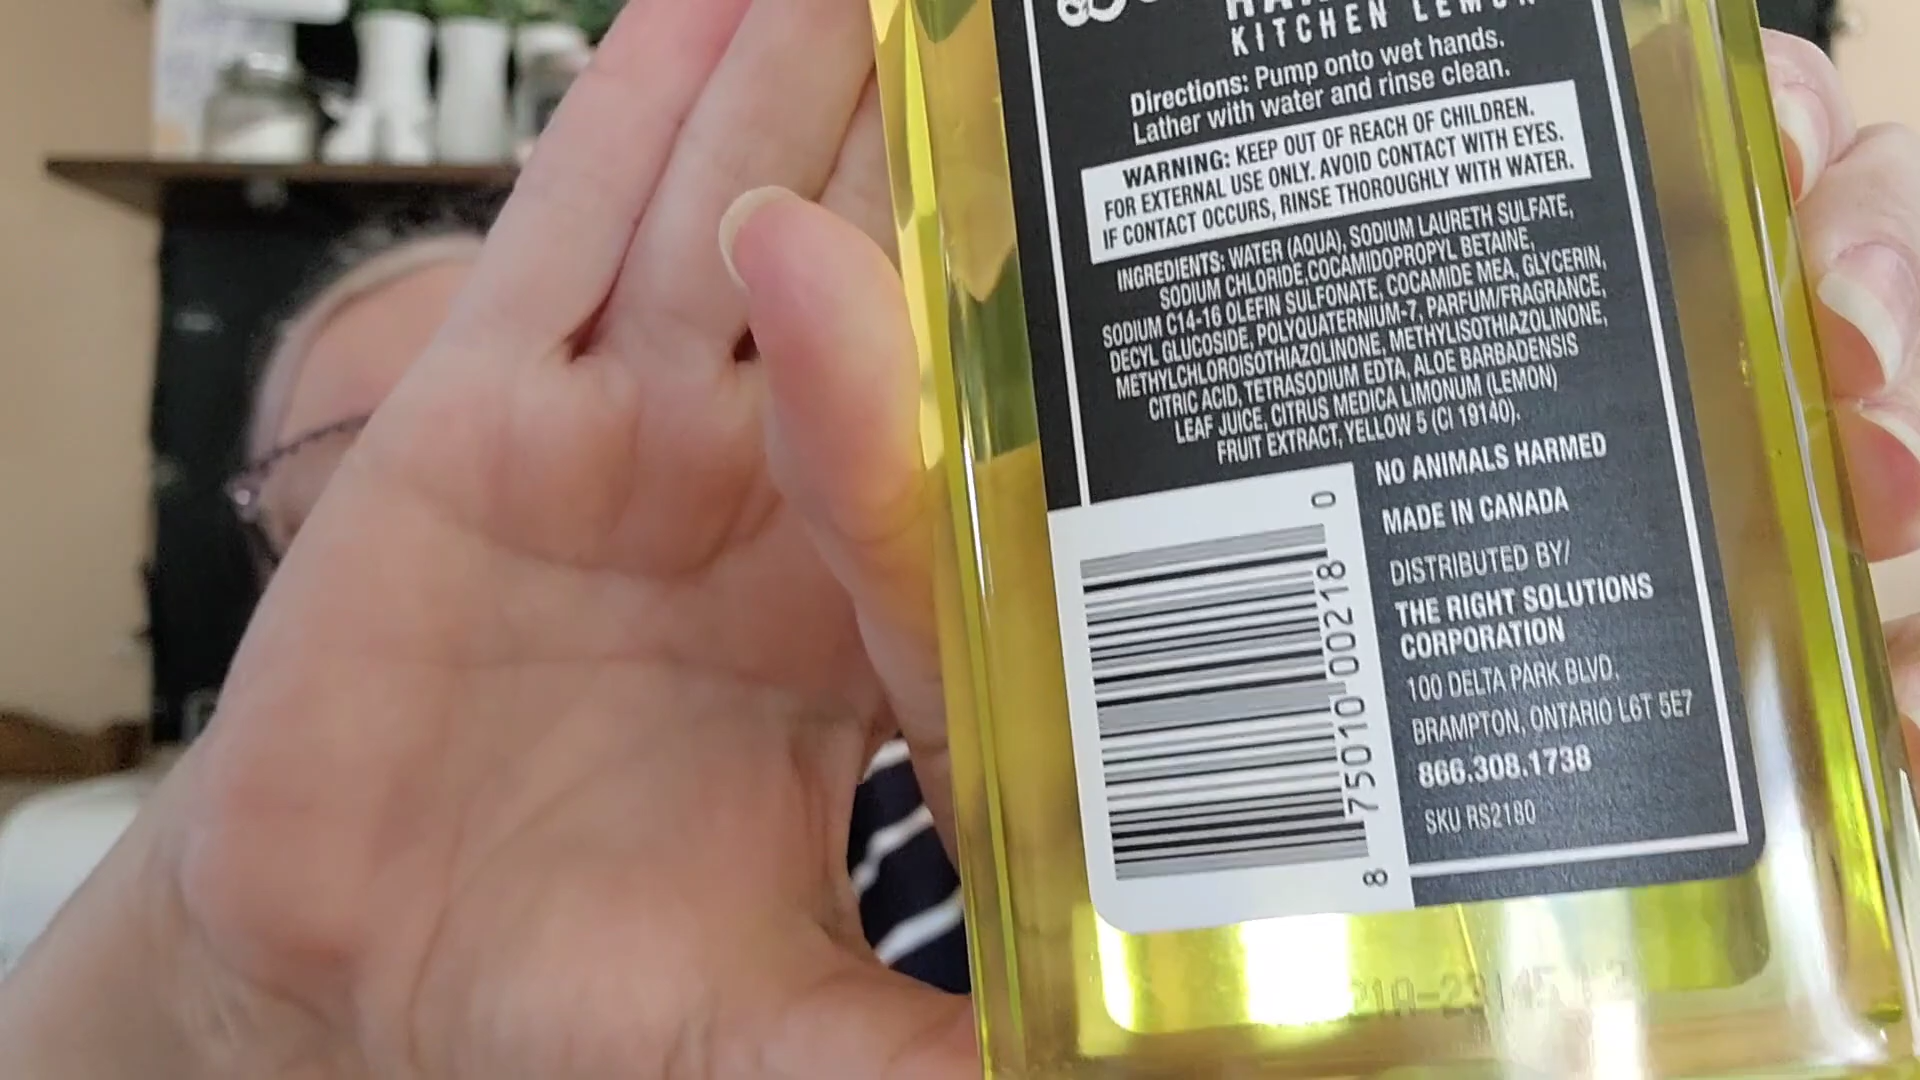 KITCHEN LEMON
Directions: Pump onto wet hands.
Lather with water and rinse clean.
WARNING: KEEP OUT OF REACH OF CHILDREN.
FOR EXTERNAL USE ONLY. AVOID CONTACT WITH EYES.
IF CONTACT OCCURS, RINSE THOROUGHLY WITH WATER.
INGREDIENTS: WATER (AQUA), SODIUM LAURETH SULFATE,
SODIUM CHLORIDE,COCAMIDOPROPYL BETAINE,
SODIUM C14-16 OLEFIN SULFONATE, COCAMIDE MEA, GLYCERIN,
DECYL GLUCOSIDE, POLYQUATERNIUM-7, PARFUM/FRAGRANCE,
METHYLCHLOROISOTHIAZOLINONE, METHYLISOTHIAZOLINONE,
CITRIC ACID, TETRASODIUM EDTA, ALOE BARBADENSIS
LEAF JUICE, CITRUS MEDICA LIMONUM (LEMON)
FRUIT EXTRACT, YELLOW 5 (CI 19140).
NO ANIMALS HARMED
MADE IN CANADA
DISTRIBUTED BY/
THE RIGHT SOLUTIONS
CORPORATION
100 DELTA PARK BLVD.
BRAMPTON, ONTARIO L6T 5E7
866.308.1738
SKU RS2180
8 75010 00218 0